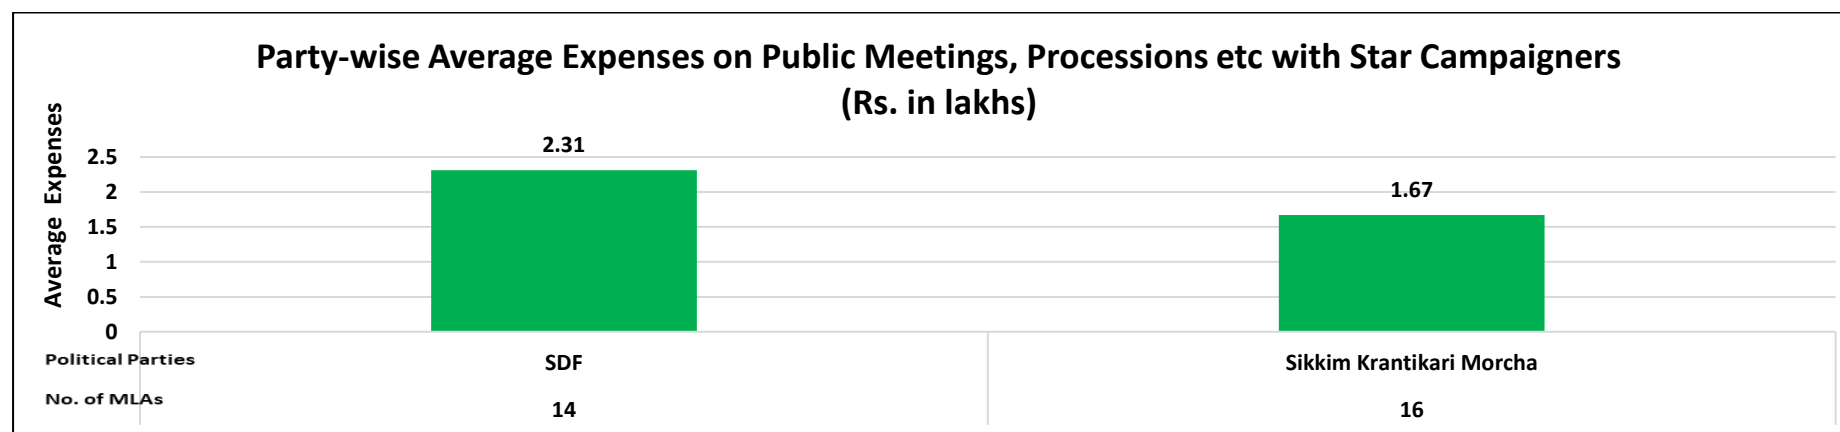 Party-wise Average Expenses on Public Meetings, Processions etc with Star Campaigners
(Rs. in lakhs)
Average Expenses
2.5
2
1.5
1
0.5
0
2.31
1.67
Political Parties
SDF
Sikkim Krantikari Morcha
No. of MLAs
14
16